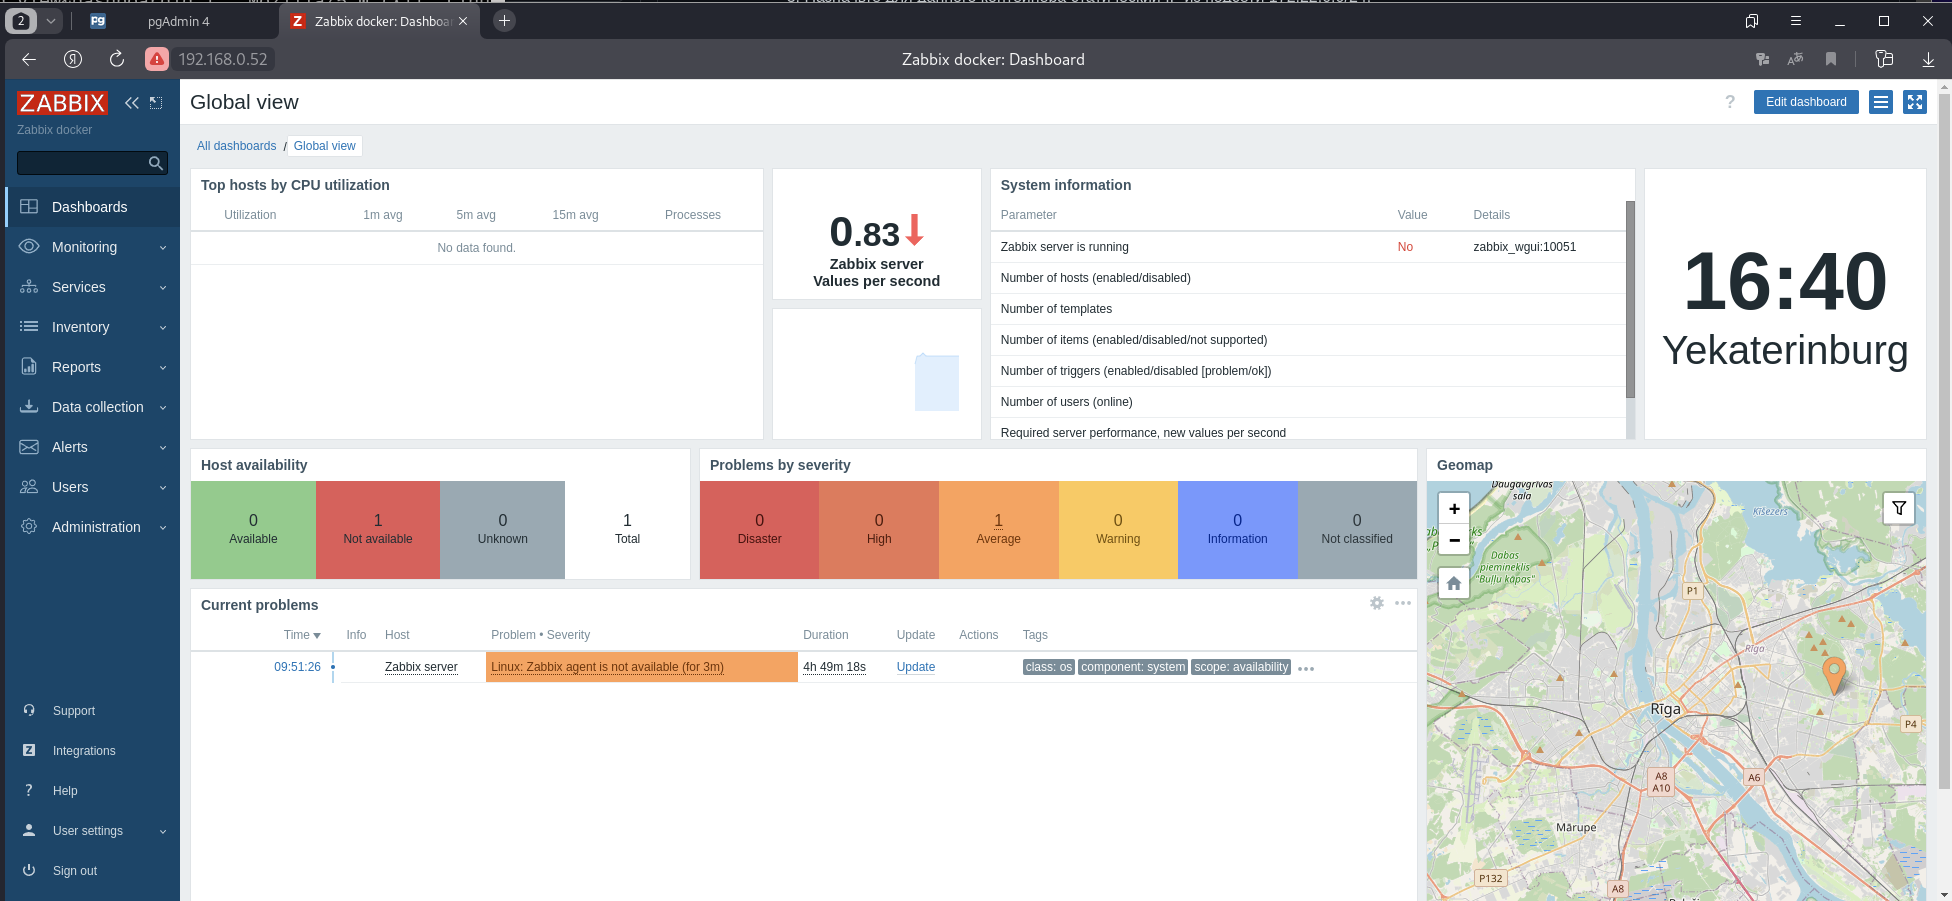 2
pgAdmin 4
Zabbix docker: Dashboa
192.168.0.52
Zabbix docker: Dashboard
ZABBIX
Zabbix docker
Dashboards
Monitoring
Services
Inventory
Reports
Data collection
Alerts
Users
Administration
Support
Integrations
Help
User settings
Sign out
Global view
? Edit dashboard
All dashboards / Global view
Top hosts by CPU utilization
Utilization 1m avg 5m avg 15m avg Processes
No data found.
0.83
Zabbix server
Values per second
System information
Parameter Value Details
Zabbix server is running No zabbix_wgui:10051
Number of hosts (enabled/disabled)
Number of templates
Number of items (enabled/disabled/not supported)
Number of triggers (enabled/disabled [problem/ok])
Number of users (online)
Required server performance, new values per second
16:40
Yekaterinburg
Host availability
0 Available
1 Not available
0 Unknown
1 Total
Problems by severity
0 Disaster
0 High
1 Average
0 Warning
0 Information
0 Not classified
Current problems
Time Info Host Problem • Severity Duration Update Actions Tags
09:51:26 Zabbix server Linux: Zabbix agent is not available (for 3m) 4h 49m 18s Update class: os component: system scope: availability
Geomap
+
−
Daugavgrīvas
sala
Dabas
piemineklis
"Buļļu kāpas"
Ķīšezers
P1
Rīga
Rīga
P4
A8
A10
A6
Mārupe
P132
A8